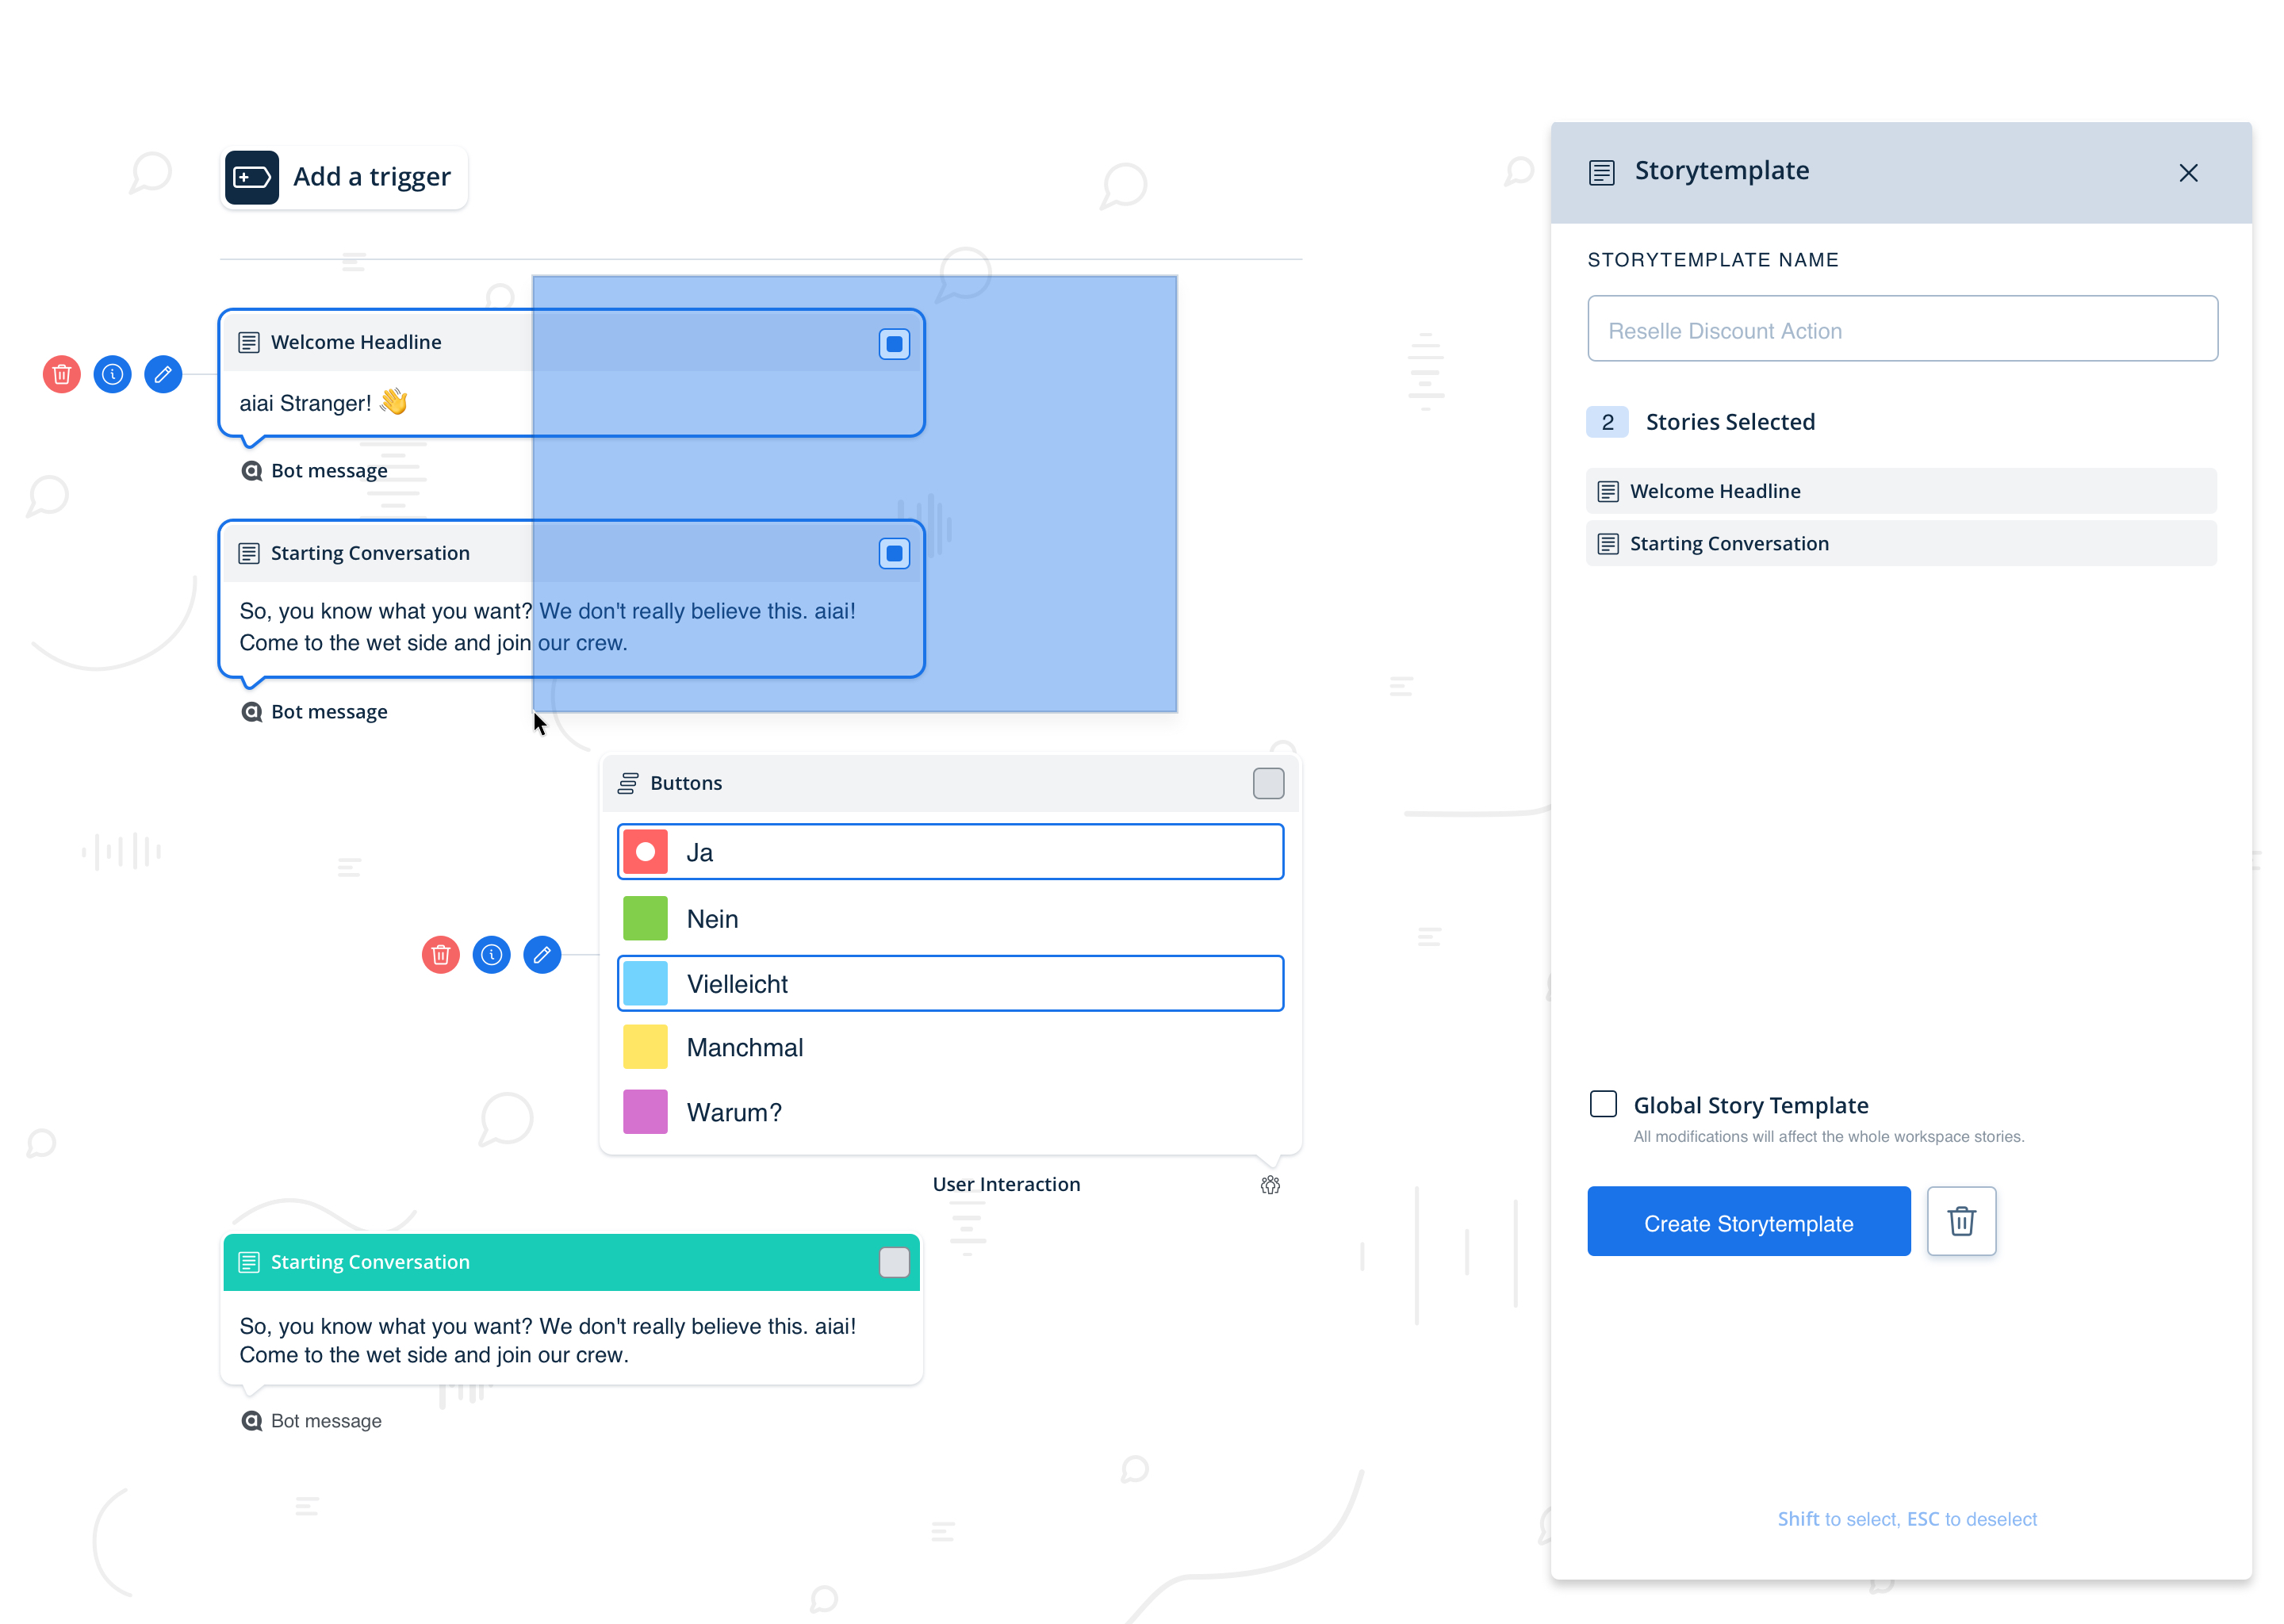 Add a trigger
Welcome Headline
aiai Stranger! 👋
Bot message
Starting Conversation
So, you know what you want? We don't really believe this. aiai!
Come to the wet side and join our crew.
Bot message
Buttons
Ja
Nein
Vielleicht
Manchmal
Warum?
User Interaction
Starting Conversation
So, you know what you want? We don't really believe this. aiai!
Come to the wet side and join our crew.
Bot message
Storytemplate
STORYTEMPLATE NAME
Reselle Discount Action
2 Stories Selected
Welcome Headline
Starting Conversation
Global Story Template
All modifications will affect the whole workspace stories.
Create Storytemplate
Shift to select, ESC to deselect